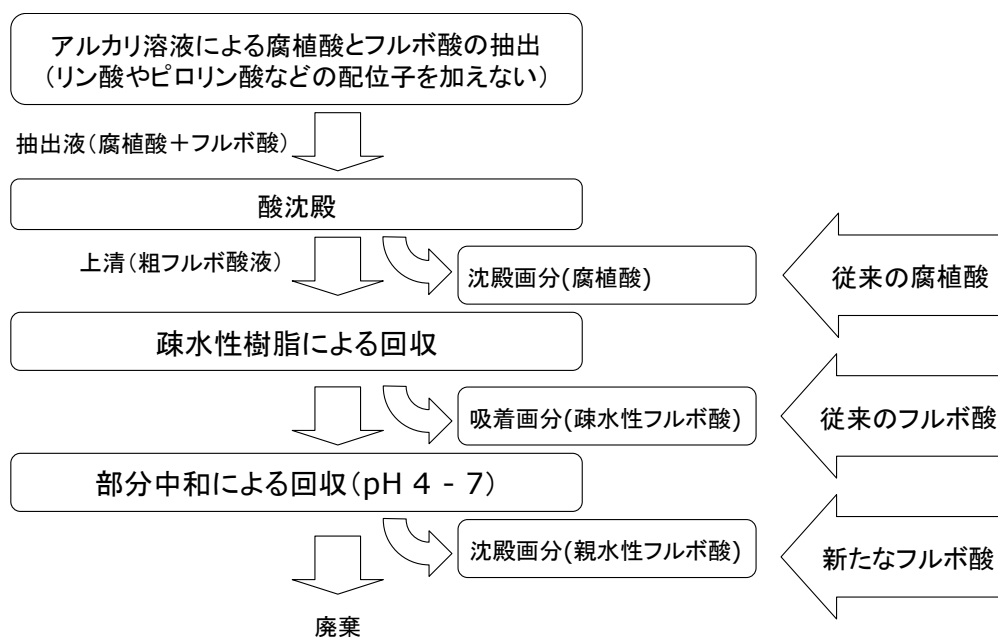 アルカリ溶液による腐植酸とフルボ酸の抽出
（リン酸やピロリン酸などの配位子を加えない）
抽出液（腐植酸＋フルボ酸）
酸沈殿
上清（粗フルボ酸液）
沈殿画分(腐植酸)
従来の腐植酸
疎水性樹脂による回収
吸着画分(疎水性フルボ酸)
従来のフルボ酸
部分中和による回収（pH 4 - 7）
沈殿画分(親水性フルボ酸)
新たなフルボ酸
廃棄